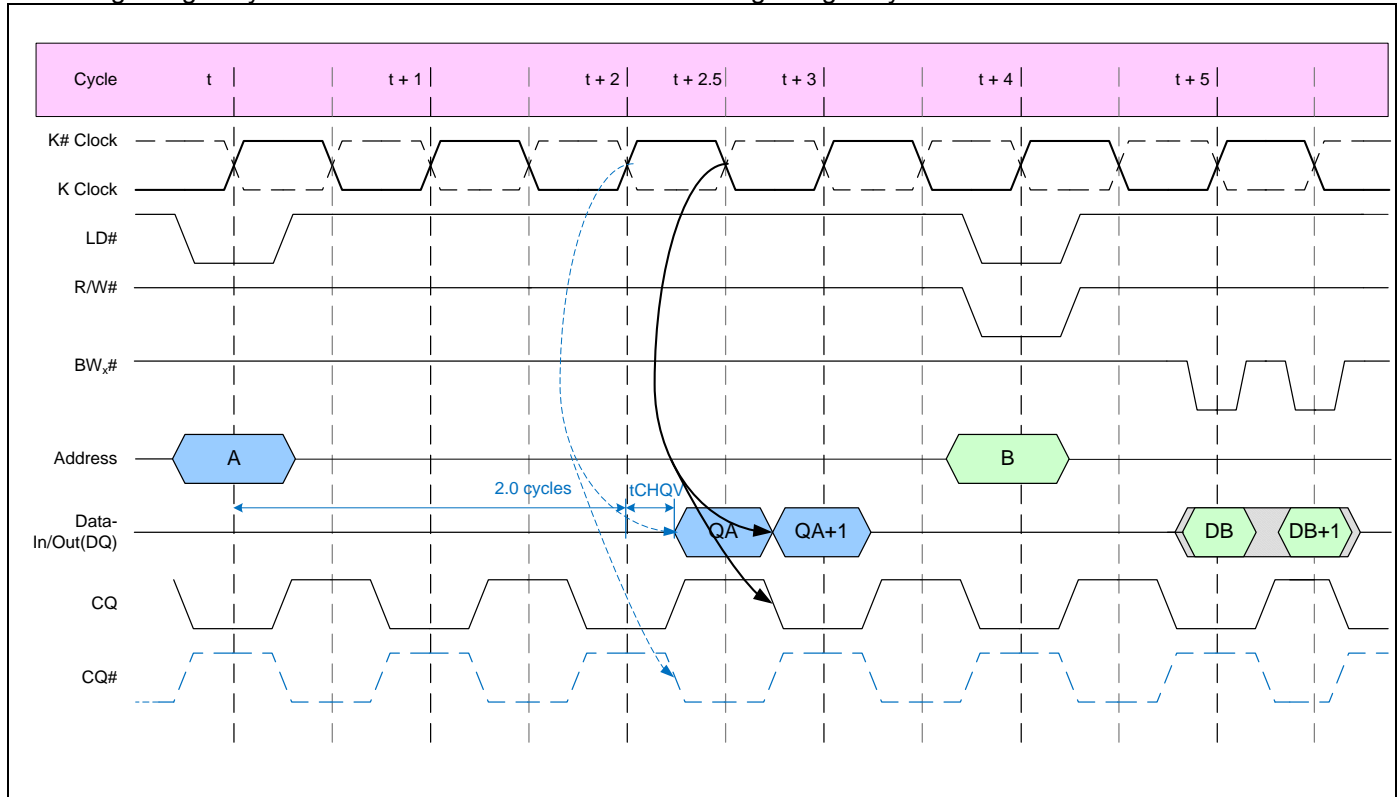 Cycle t t + 1 t + 2 t + 2.5 t + 3 t + 4 t + 5
K# Clock
K Clock
LD#
R/W#
BWx#
Address A B
2.0 cycles tCHQV
Data-
In/Out(DQ) QA QA+1 DB DB+1
CQ
CQ#